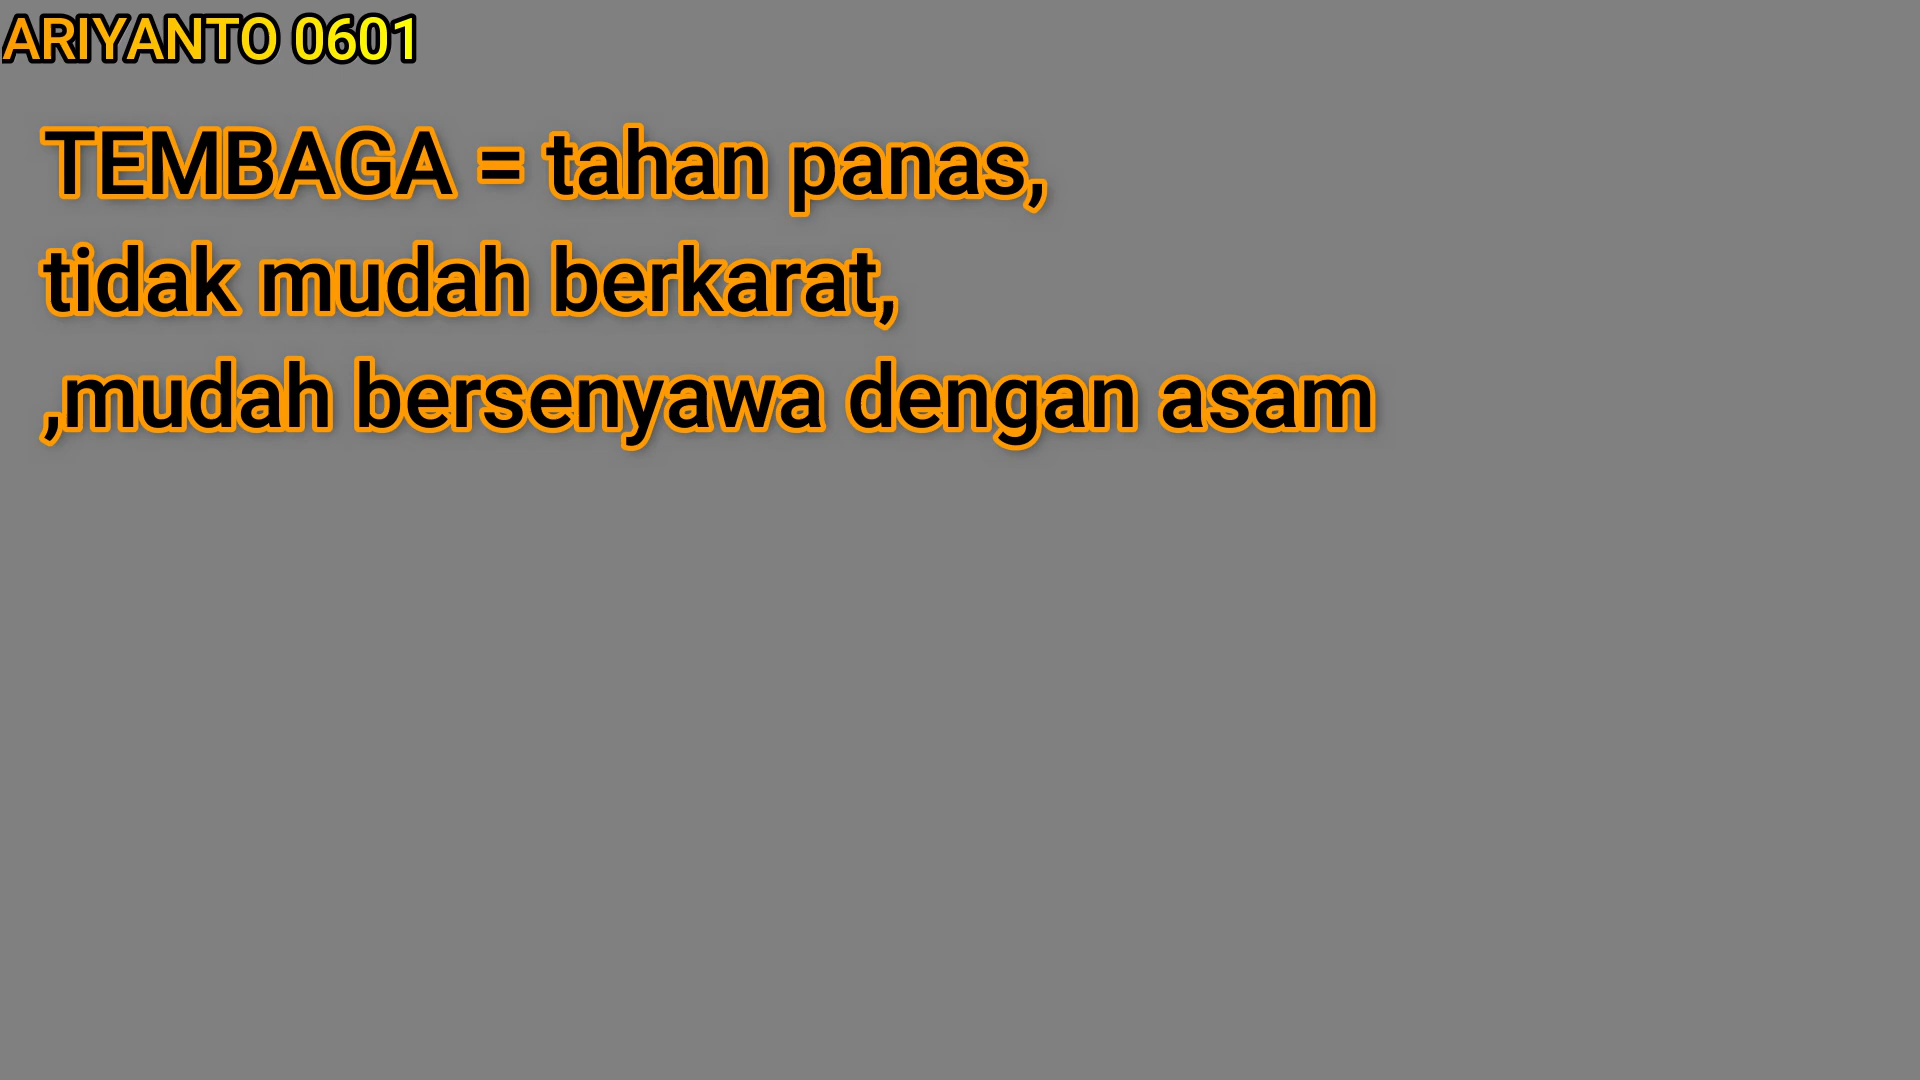 ARIYANTO 0601
TEMBAGA = tahan panas,
tidak mudah berkarat,
,mudah bersenyawa dengan asam